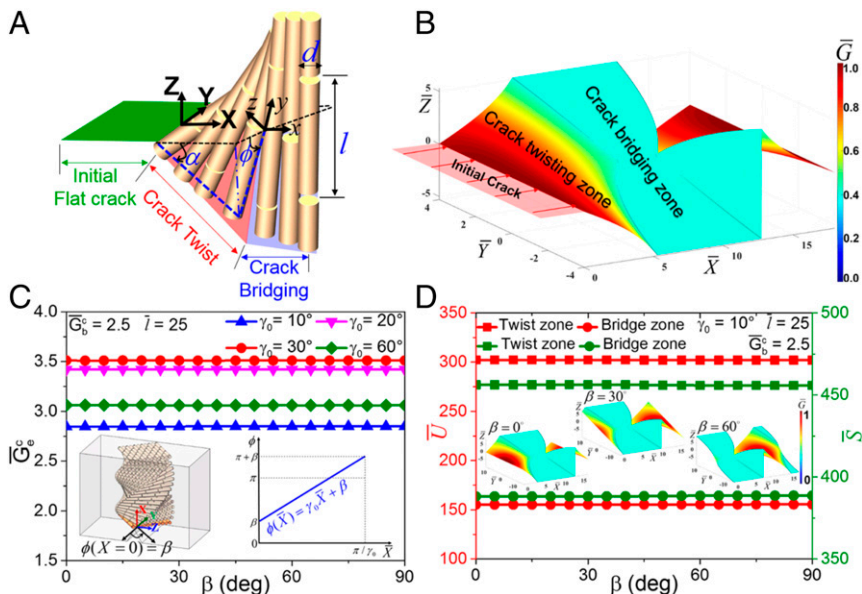 A
Z
Y
X
z
y
x
d
l
α
ϕ
Initial
Flat crack
Crack Twist
Crack
Bridging
B
Z̅
5
0
-5
Crack twisting zone
Crack bridging zone
Initial Crack
4
2
0
-2
-4
Y̅
0
5
10
15
X̅
G̅
1.0
0.8
0.6
0.4
0.2
0.0
C
G̅ᵇᶜ = 2.5 l̅ = 25
γ₀ = 10° γ₀ = 20°
γ₀ = 30° γ₀ = 60°
4.0
3.5
3.0
2.5
2.0
1.5
G̅ₑᶜ
0 30 60 90
β (deg)
ϕ(X = 0) = β
ϕ
π + β
π
β
ϕ(X̅) = γ₀X̅ + β
π / γ₀ X̅
D
350
300
250
200
150
100
U̅
Twist zone Bridge zone γ₀ = 10° l̅ = 25
Twist zone Bridge zone G̅ᵇᶜ = 2.5
β = 0°
β = 30°
β = 60°
G̅
1
0
500
450
400
350
S̅
0 30 60 90
β (deg)